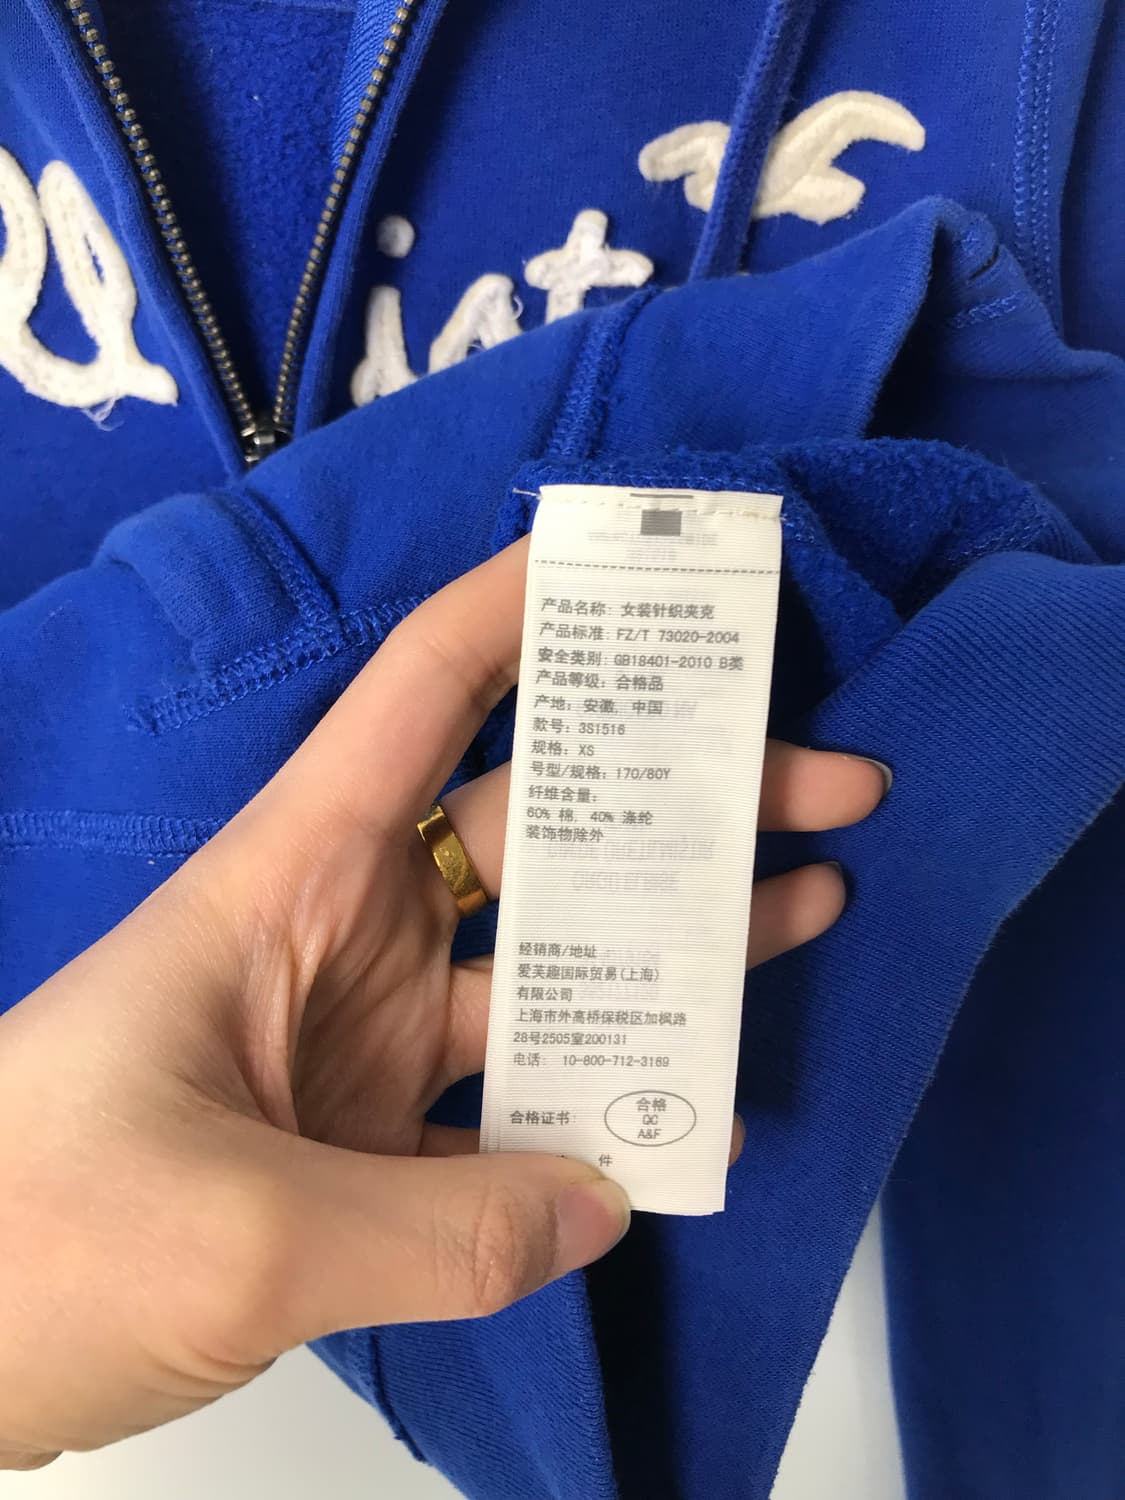 ist
产品名称: 女装针织夹克
产品标准: FZ/T 73020-2004
安全类别: GB18401-2010 B类
产品等级: 合格品
产地: 安徽, 中国
款号: 3S1516
规格: XS
号型/规格: 170/80Y
纤维含量:
60% 棉, 40% 涤纶
装饰物除外
经销商/地址
爱芙趣国际贸易(上海)
有限公司
上海市外高桥保税区加枫路
28号2505室200131
电话: 10-800-712-3169
合格证书:
合格
QC
A&F
件